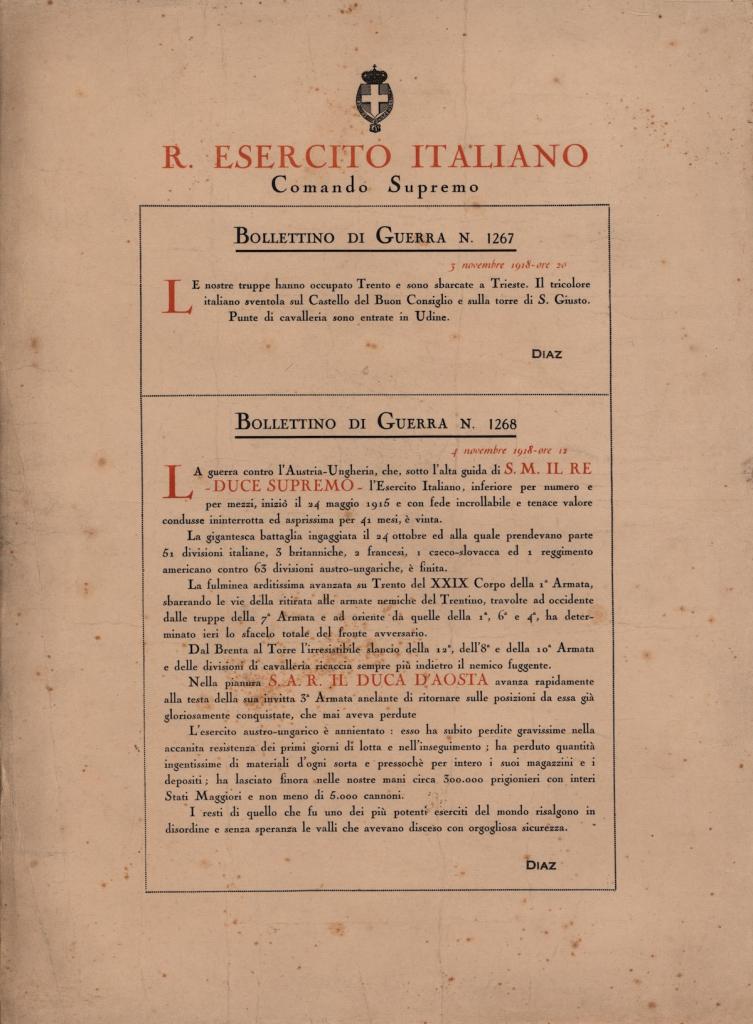 R. ESERCITO ITALIANO
Comando Supremo
BOLLETTINO DI GUERRA N. 1267
3 novembre 1918-ore 20
LE nostre truppe hanno occupato Trento e sono sbarcate a Trieste. Il tricolore
italiano sventola sul Castello del Buon Consiglio e sulla torre di S. Giusto.
Punte di cavalleria sono entrate in Udine.
DIAZ
BOLLETTINO DI GUERRA N. 1268
4 novembre 1918-ore 12
LA guerra contro l'Austria-Ungheria, che, sotto l'alta guida di S. M. IL RE
-DUCE SUPREMO- l'Esercito Italiano, inferiore per numero e
per mezzi, iniziò il 24 maggio 1915 e con fede incrollabile e tenace valore
condusse ininterrotta ed asprissima per 41 mesi, è vinta.
La gigantesca battaglia ingaggiata il 24 ottobre ed alla quale prendevano parte
51 divisioni italiane, 3 britanniche, 2 francesi, 1 czeco-slovacca ed 1 reggimento
americano contro 63 divisioni austro-ungariche, è finita.
La fulminea arditissima avanzata su Trento del XXIX Corpo della 1ª Armata,
sbarrando le vie della ritirata alle armate nemiche del Trentino, travolte ad occidente
dalle truppe della 7ª Armata e ad oriente da quelle della 1ª, 6ª e 4ª, ha deter-
minato ieri lo sfacelo totale del fronte avversario.
Dal Brenta al Torre l'irresistibile slancio della 12ª, dell'8ª e della 10ª Armata
e delle divisioni di cavalleria ricaccia sempre più indietro il nemico fuggente.
Nella pianura S. A. R. IL DUCA D'AOSTA avanza rapidamente
alla testa della sua invitta 3ª Armata anelante di ritornare sulle posizioni da essa già
gloriosamente conquistate, che mai aveva perdute
L'esercito austro-ungarico è annientato : esso ha subito perdite gravissime nella
accanita resistenza dei primi giorni di lotta e nell'inseguimento ; ha perduto quantità
ingentissime di materiali d'ogni sorta e pressochè per intero i suoi magazzini e i
depositi ; ha lasciato finora nelle nostre mani circa 300.000 prigionieri con interi
Stati Maggiori e non meno di 5.000 cannoni.
I resti di quello che fu uno dei più potenti eserciti del mondo risalgono in
disordine e senza speranza le valli che avevano disceso con orgogliosa sicurezza.
DIAZ